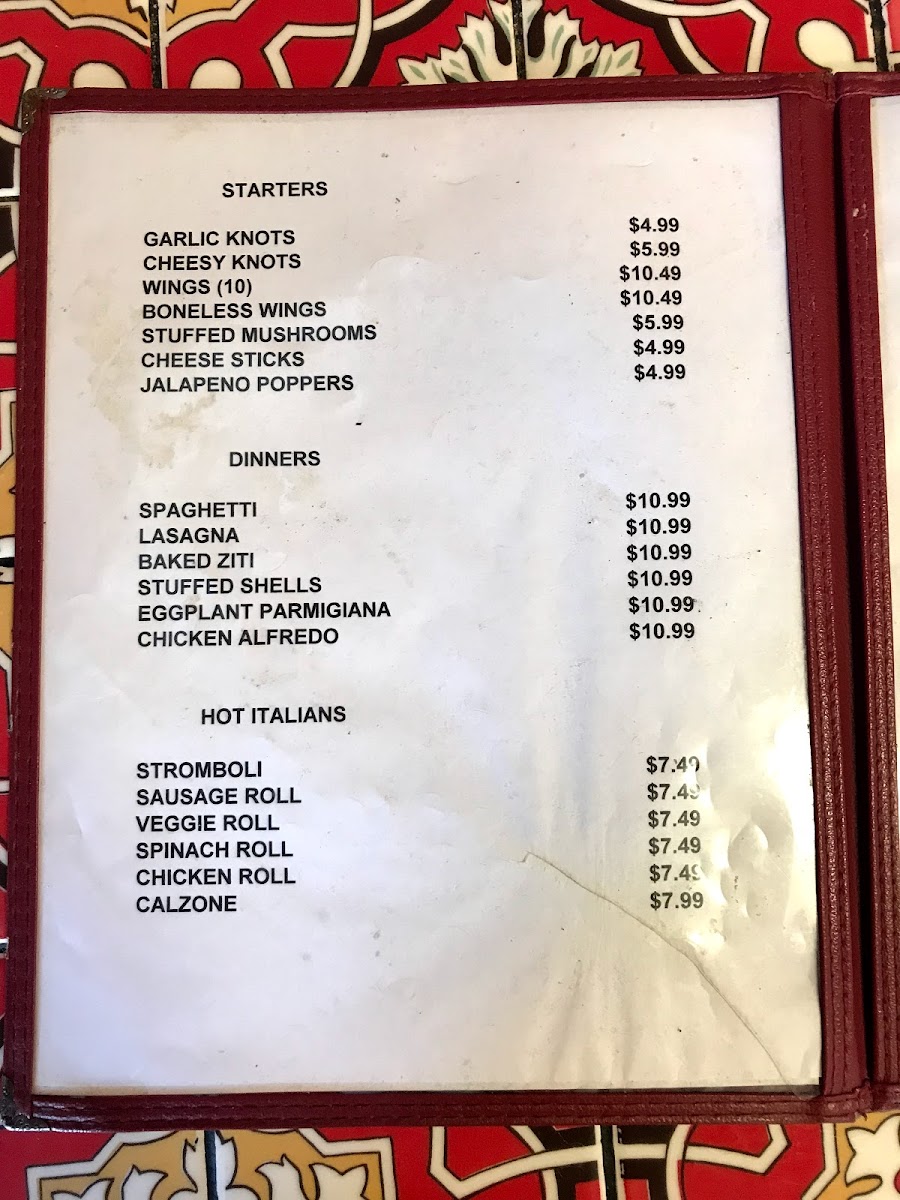 STARTERS
GARLIC KNOTS $4.99
CHEESY KNOTS $5.99
WINGS (10) $10.49
BONELESS WINGS $10.49
STUFFED MUSHROOMS $5.99
CHEESE STICKS $4.99
JALAPENO POPPERS $4.99
DINNERS
SPAGHETTI $10.99
LASAGNA $10.99
BAKED ZITI $10.99
STUFFED SHELLS $10.99
EGGPLANT PARMIGIANA $10.99
CHICKEN ALFREDO $10.99
HOT ITALIANS
STROMBOLI $7.49
SAUSAGE ROLL $7.49
VEGGIE ROLL $7.49
SPINACH ROLL $7.49
CHICKEN ROLL $7.49
CALZONE $7.99